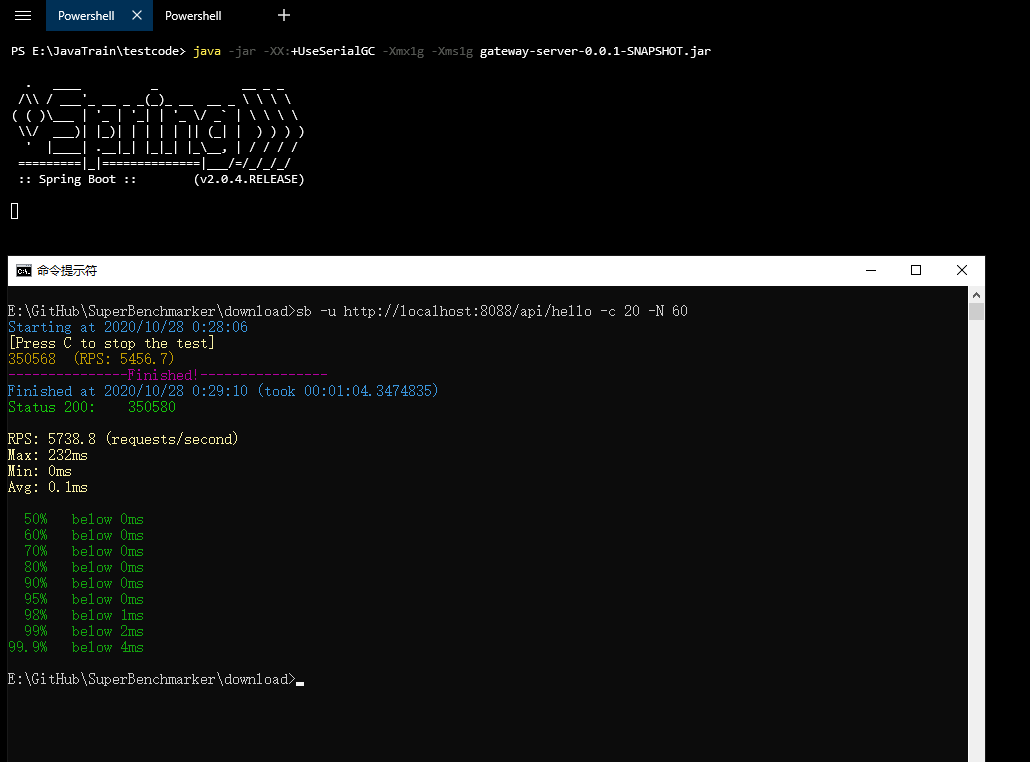 Powershell
Powershell
PS E:\JavaTrain\testcode> java -jar -XX:+UseSerialGC -Xmx1g -Xms1g gateway-server-0.0.1-SNAPSHOT.jar
  .   ____          _            __ _ _
 /\\ / ___'_ __ _ _(_)_ __  __ _ \ \ \ \
( ( )\___ | '_ | '_| | '_ \/ _` | \ \ \ \
 \\/  ___)| |_)| | | | | || (_| |  ) ) ) )
  '  |____| .__|_| |_|_| |_\__, | / / / /
 =========|_|==============|___/=/_/_/_/
 :: Spring Boot ::        (v2.0.4.RELEASE)
命令提示符
E:\GitHub\SuperBenchmarker\download>sb -u http://localhost:8088/api/hello -c 20 -N 60
Starting at 2020/10/28 0:28:06
[Press C to stop the test]
350568  (RPS: 5456.7)
---------------Finished!----------------
Finished at 2020/10/28 0:29:10 (took 00:01:04.3474835)
Status 200:    350580
RPS: 5738.8 (requests/second)
Max: 232ms
Min: 0ms
Avg: 0.1ms
  50%   below 0ms
  60%   below 0ms
  70%   below 0ms
  80%   below 0ms
  90%   below 0ms
  95%   below 0ms
  98%   below 1ms
  99%   below 2ms
99.9%   below 4ms
E:\GitHub\SuperBenchmarker\download>